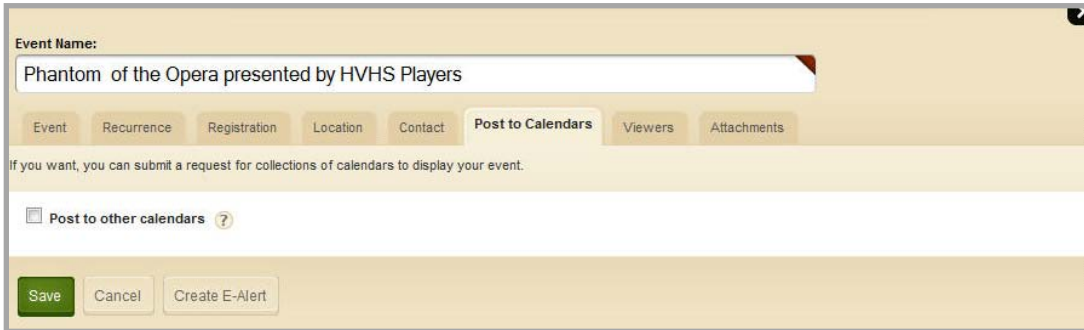 Event Name:
Phantom  of the Opera presented by HVHS Players
Event Recurrence Registration Location Contact Post to Calendars Viewers Attachments
If you want, you can submit a request for collections of calendars to display your event.
Post to other calendars ?
Save Cancel Create E-Alert